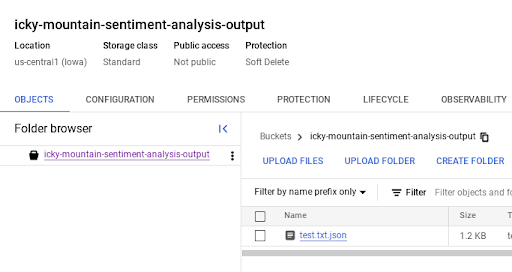 icky-mountain-sentiment-analysis-output
Location Storage class Public access Protection
us-central1 (Iowa) Standard Not public Soft Delete
OBJECTS CONFIGURATION PERMISSIONS PROTECTION LIFECYCLE OBSERVABILITY
Folder browser
icky-mountain-sentiment-analysis-output
Buckets icky-mountain-sentiment-analysis-output
UPLOAD FILES UPLOAD FOLDER CREATE FOLDER
Filter by name prefix only Filter Filter objects and fo
Name Size T
test.txt.json 1.2 KB